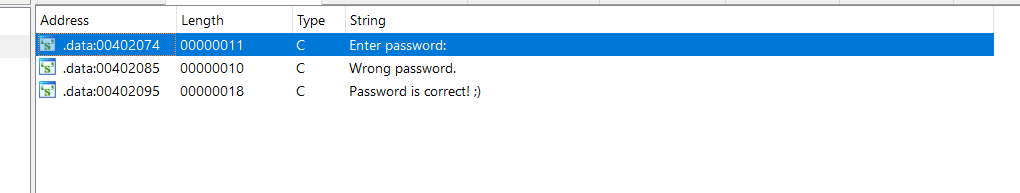 Address Length Type String
's' .data:00402074 00000011 C Enter password:
's' .data:00402085 00000010 C Wrong password.
's' .data:00402095 00000018 C Password is correct! ;)